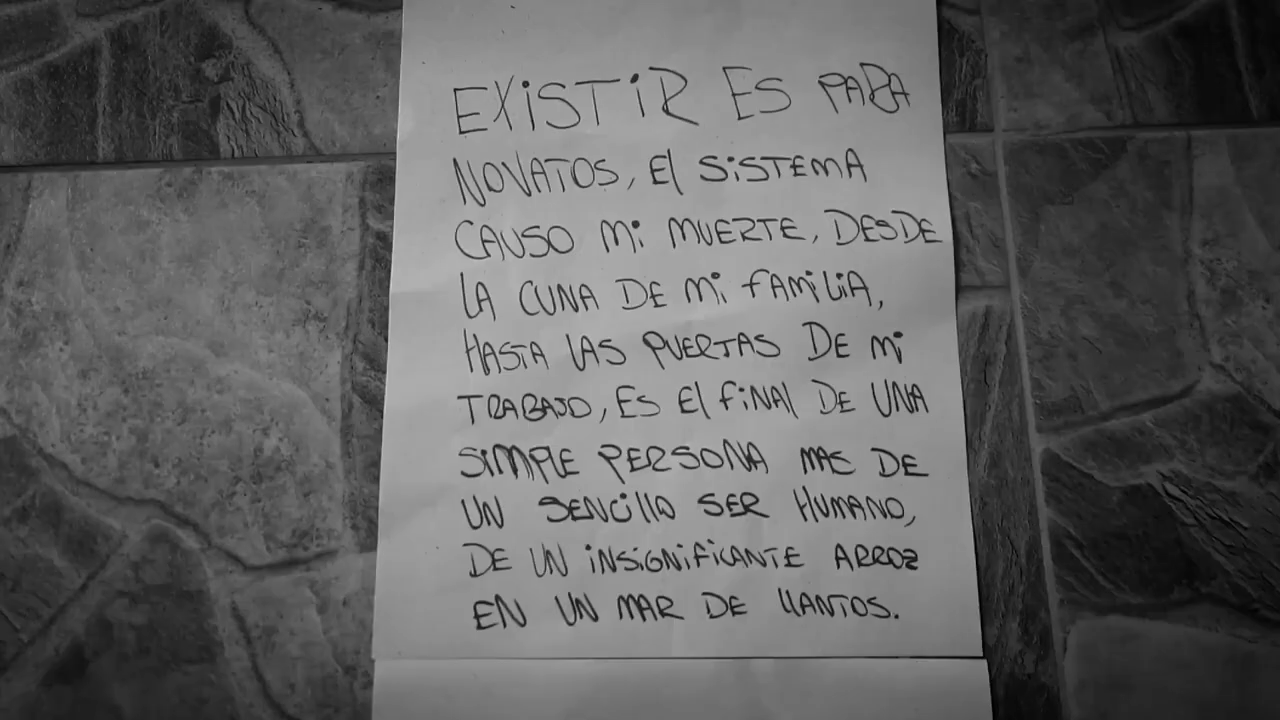 EXISTIR ES PARA
NOVATOS, El SISTEMA
CAUSO Mi MUERTE, DESDE
LA CUNA DE Mi fAMiLiA,
HASTA LAS PUERTAS DE Mi
TRABAJO, ES El fiNAl DE UNA
SiMPLE PERSONA MAS DE
UN SENCillO SER HUMANO,
DE UN iNSiGNifiCANTE ARROZ
EN UN MAR DE llANTOS.